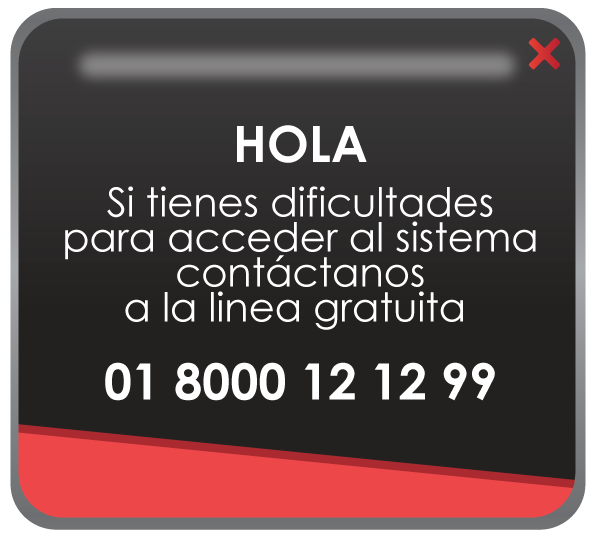 HOLA
Si tienes dificultades
para acceder al sistema
contáctanos
a la linea gratuita
01 8000 12 12 99